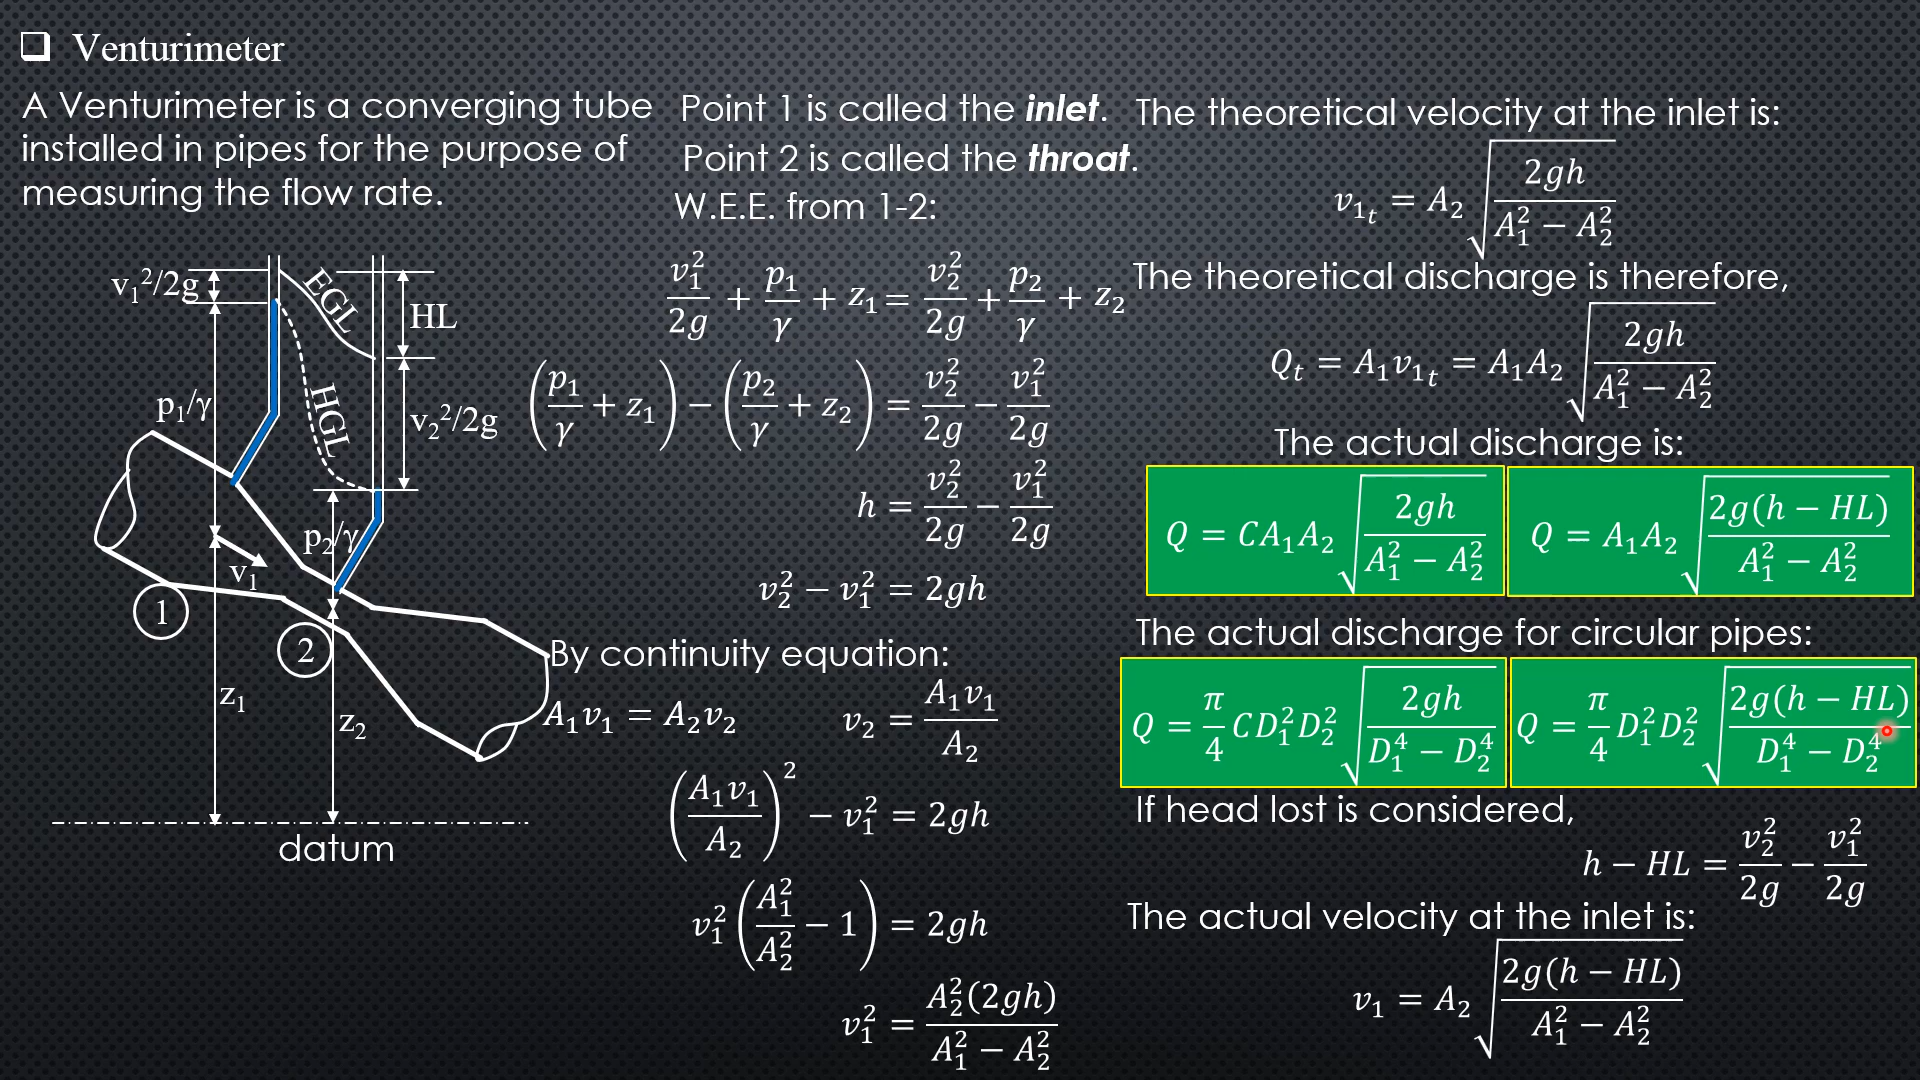 ❑ Venturimeter
A Venturimeter is a converging tube
installed in pipes for the purpose of
measuring the flow rate.
v₁²/2g
EGL
HL
HGL
p₁/γ
v₂²/2g
p₂/γ
v₁
1
2
z₁
z₂
datum
Point 1 is called the inlet.
Point 2 is called the throat.
W.E.E. from 1-2:
v₁²/2g + p₁/γ + z₁ = v₂²/2g + p₂/γ + z₂
(p₁/γ + z₁) − (p₂/γ + z₂) = v₂²/2g − v₁²/2g
h = v₂²/2g − v₁²/2g
v₂² − v₁² = 2gh
By continuity equation:
A₁v₁ = A₂v₂ v₂ = A₁v₁/A₂
(A₁v₁/A₂)² − v₁² = 2gh
v₁²(A₁²/A₂² − 1) = 2gh
v₁² = A₂²(2gh)/(A₁² − A₂²)
The theoretical velocity at the inlet is:
v₁ₜ = A₂√(2gh/(A₁² − A₂²))
The theoretical discharge is therefore,
Qₜ = A₁v₁ₜ = A₁A₂√(2gh/(A₁² − A₂²))
The actual discharge is:
Q = CA₁A₂√(2gh/(A₁² − A₂²)) Q = A₁A₂√(2g(h − HL)/(A₁² − A₂²))
The actual discharge for circular pipes:
Q = π/4 CD₁²D₂²√(2gh/(D₁⁴ − D₂⁴)) Q = π/4 D₁²D₂²√(2g(h − HL)/(D₁⁴ − D₂⁴))
If head lost is considered,
h − HL = v₂²/2g − v₁²/2g
The actual velocity at the inlet is:
v₁ = A₂√(2g(h − HL)/(A₁² − A₂²))